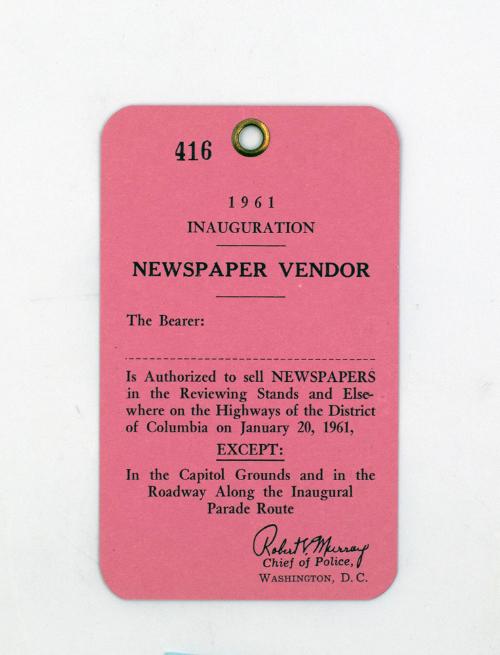 416
1961
INAUGURATION
NEWSPAPER VENDOR
The Bearer:
Is Authorized to sell NEWSPAPERS
in the Reviewing Stands and Else-
where on the Highways of the District
of Columbia on January 20, 1961,
EXCEPT:
In the Capitol Grounds and in the
Roadway Along the Inaugural
Parade Route
Robert V. Murray
Chief of Police,
WASHINGTON, D. C.